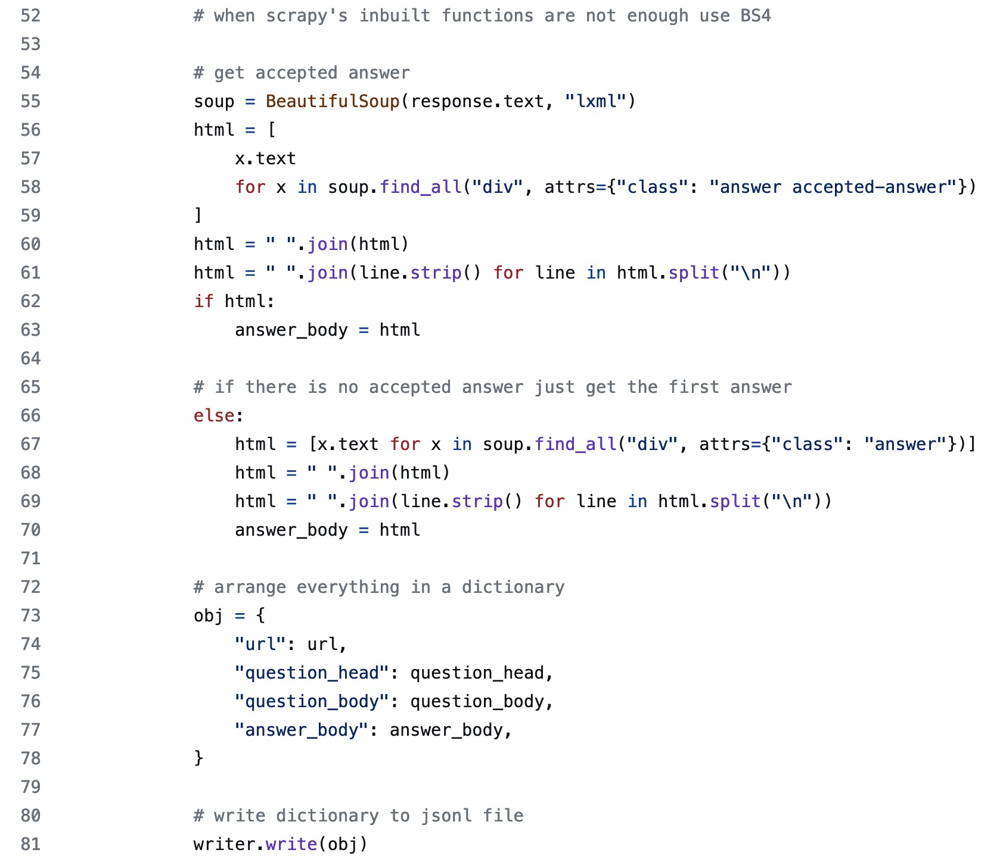 52 # when scrapy's inbuilt functions are not enough use BS4
53
54 # get accepted answer
55 soup = BeautifulSoup(response.text, "lxml")
56 html = [
57     x.text
58     for x in soup.find_all("div", attrs={"class": "answer accepted-answer"})
59 ]
60 html = " ".join(html)
61 html = " ".join(line.strip() for line in html.split("\n"))
62 if html:
63     answer_body = html
64
65 # if there is no accepted answer just get the first answer
66 else:
67     html = [x.text for x in soup.find_all("div", attrs={"class": "answer"})]
68     html = " ".join(html)
69     html = " ".join(line.strip() for line in html.split("\n"))
70     answer_body = html
71
72 # arrange everything in a dictionary
73 obj = {
74     "url": url,
75     "question_head": question_head,
76     "question_body": question_body,
77     "answer_body": answer_body,
78 }
79
80 # write dictionary to jsonl file
81 writer.write(obj)